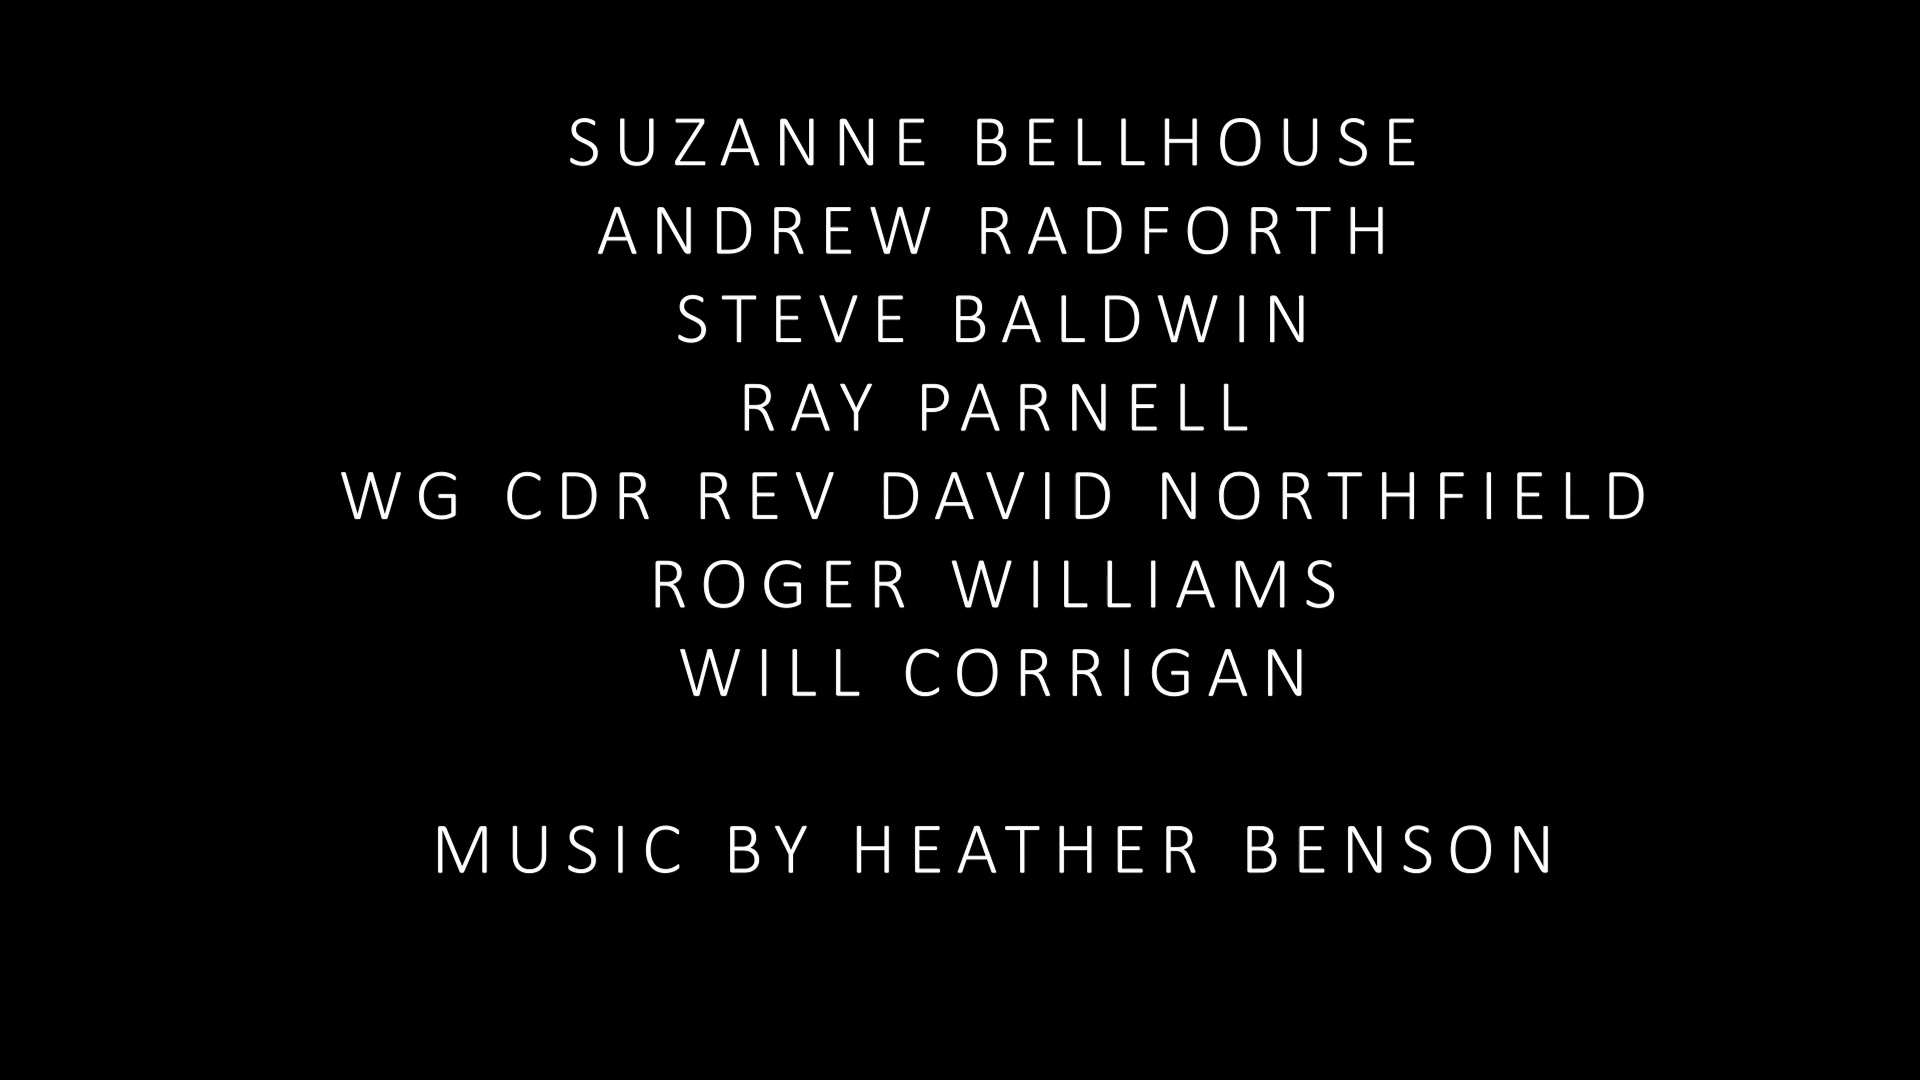 SUZANNE BELLHOUSE
ANDREW RADFORTH
STEVE BALDWIN
RAY PARNELL
WG CDR REV DAVID NORTHFIELD
ROGER WILLIAMS
WILL CORRIGAN
MUSIC BY HEATHER BENSON